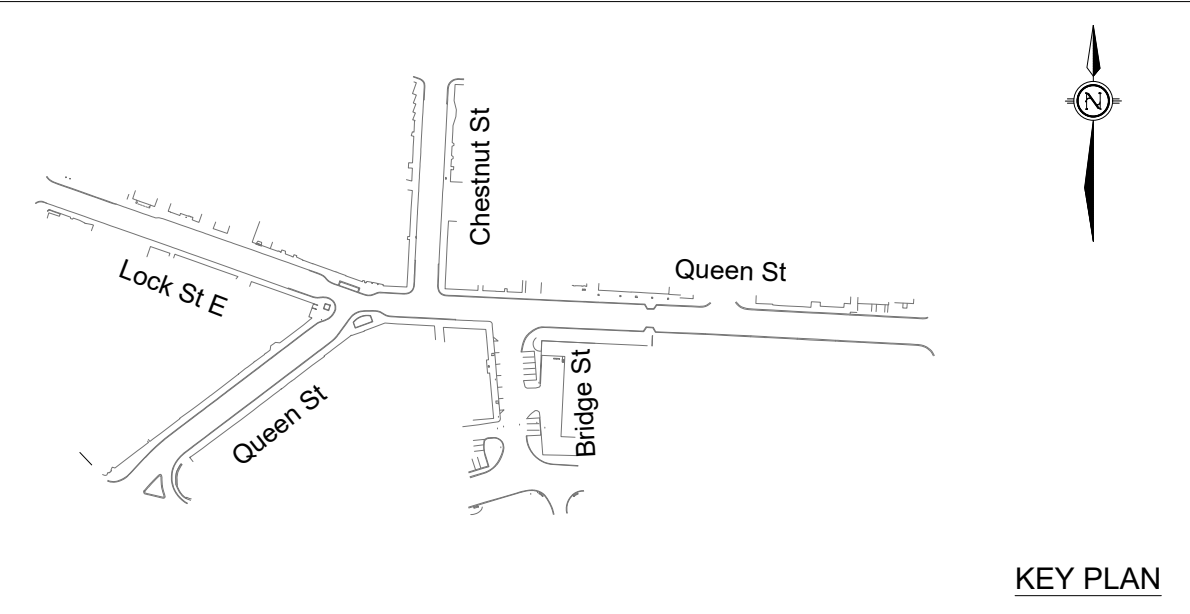 N
Chestnut St
Queen St
Lock St E
Bridge St
Queen St
KEY PLAN